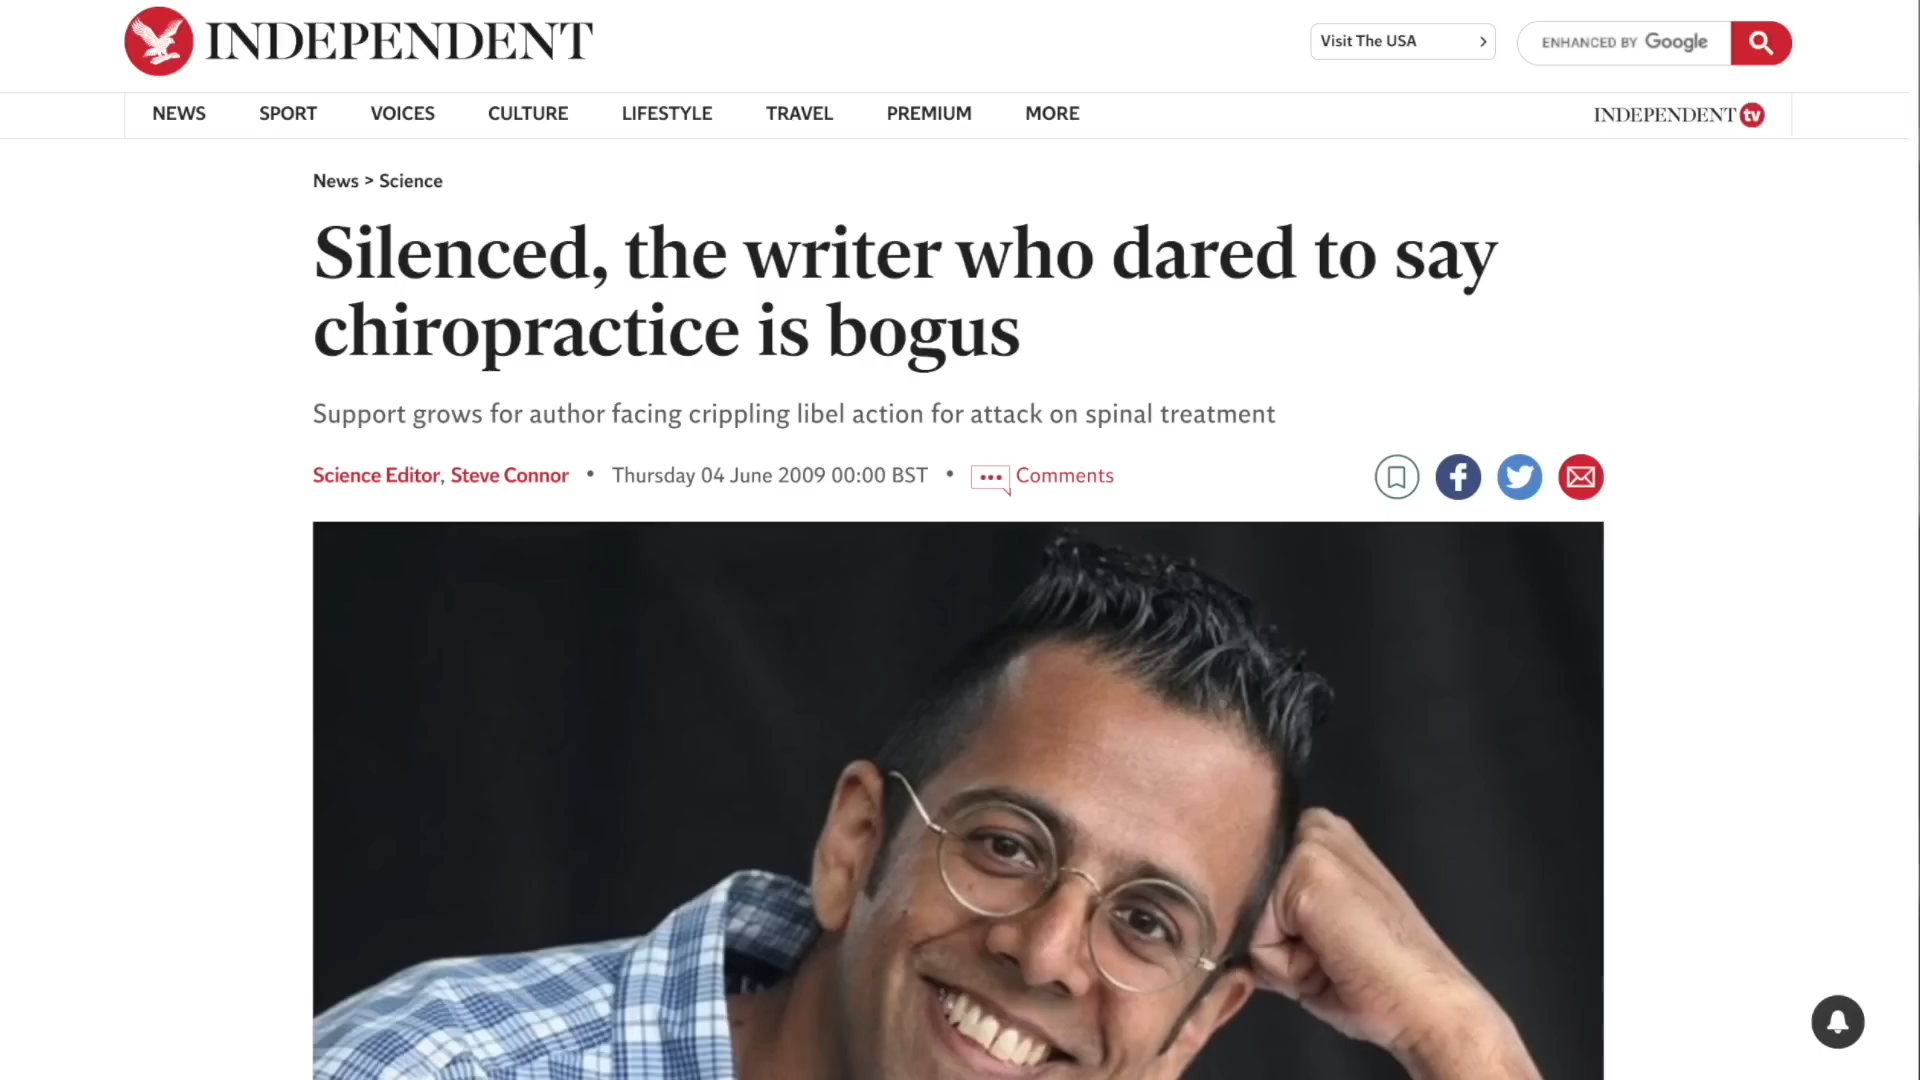 INDEPENDENT
Visit The USA
ENHANCED BY Google
NEWS SPORT VOICES CULTURE LIFESTYLE TRAVEL PREMIUM MORE
INDEPENDENT tv
News > Science
Silenced, the writer who dared to say
chiropractice is bogus
Support grows for author facing crippling libel action for attack on spinal treatment
Science Editor, Steve Connor • Thursday 04 June 2009 00:00 BST • Comments